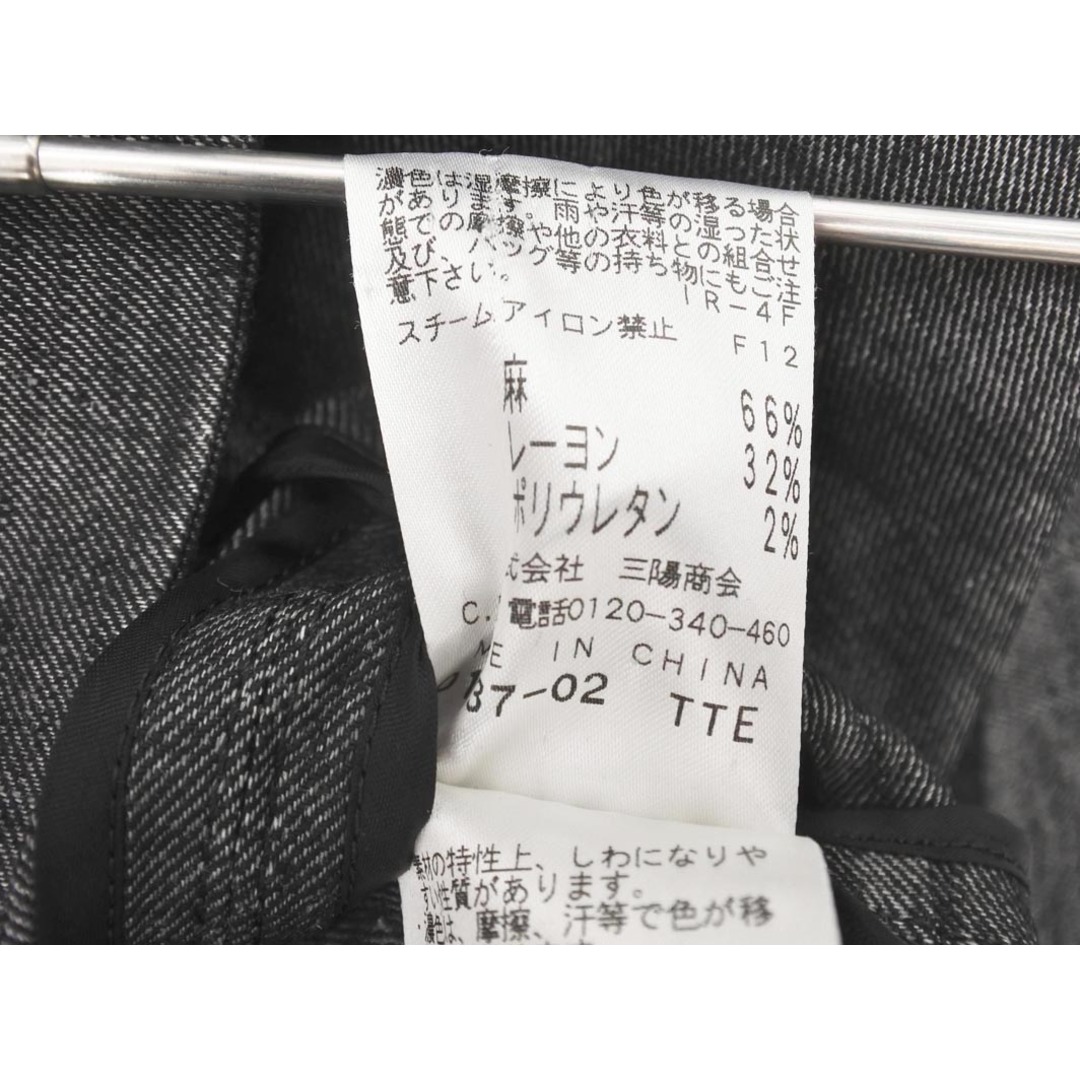 濃色は湿摩擦により色が移る場合
があります。雨や汗等の湿った状
態での、摩擦や他の衣料との組合せ
及び、バッグ等の持ち物にもご注
意下さい。 ーR-4F
スチームアイロン禁止 F12
麻 66%
レーヨン 32%
ポリウレタン 2%
式会社 三陽商会
C. 電話0120-340-460
E IN CHINA
87-02 TTE
素材の特性上、しわになりや
すい性質があります。
・濃色は、摩擦、汗等で色が移